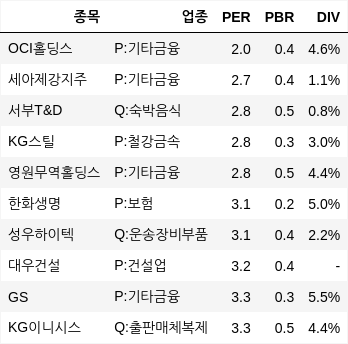 종목 업종 PER PBR DIV
OCI홀딩스 P:기타금융 2.0 0.4 4.6%
세아제강지주 P:기타금융 2.7 0.4 1.1%
서부T&D Q:숙박음식 2.8 0.5 0.8%
KG스틸 P:철강금속 2.8 0.3 3.0%
영원무역홀딩스 P:기타금융 2.8 0.5 4.4%
한화생명 P:보험 3.1 0.2 5.0%
성우하이텍 Q:운송장비부품 3.1 0.4 2.2%
대우건설 P:건설업 3.2 0.4 -
GS P:기타금융 3.3 0.3 5.5%
KG이니시스 Q:출판매체복제 3.3 0.5 4.4%